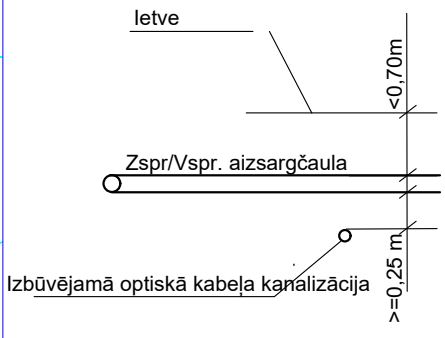 Ietve
<0,70m
Zspr/Vspr. aizsargčaula
Izbūvējamā optiskā kabeļa kanalizācija
>=0,25 m